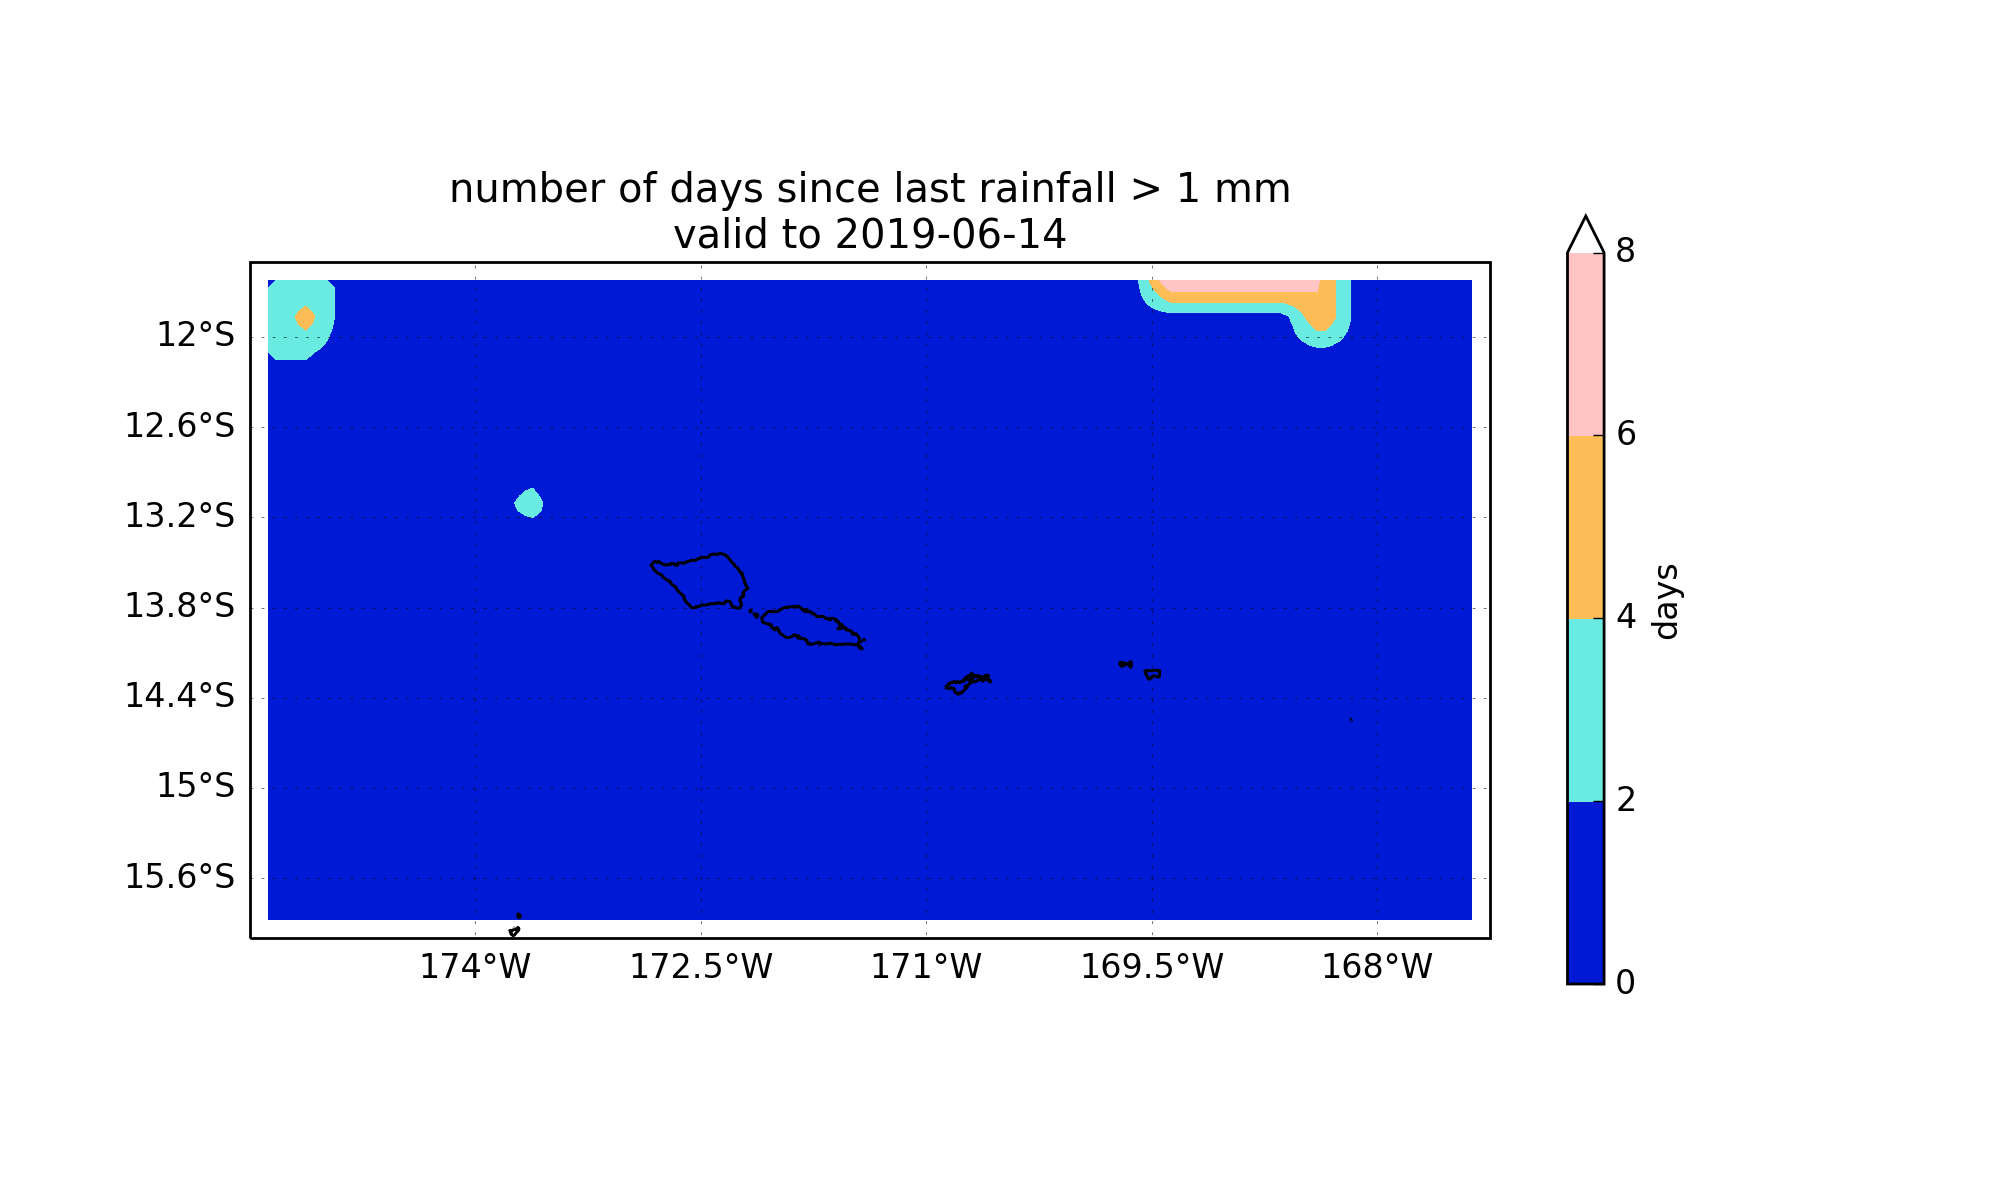 number of days since last rainfall > 1 mm
valid to 2019-06-14
12°S
12.6°S
13.2°S
13.8°S
14.4°S
15°S
15.6°S
174°W 172.5°W 171°W 169.5°W 168°W
8
6
4
2
0
days